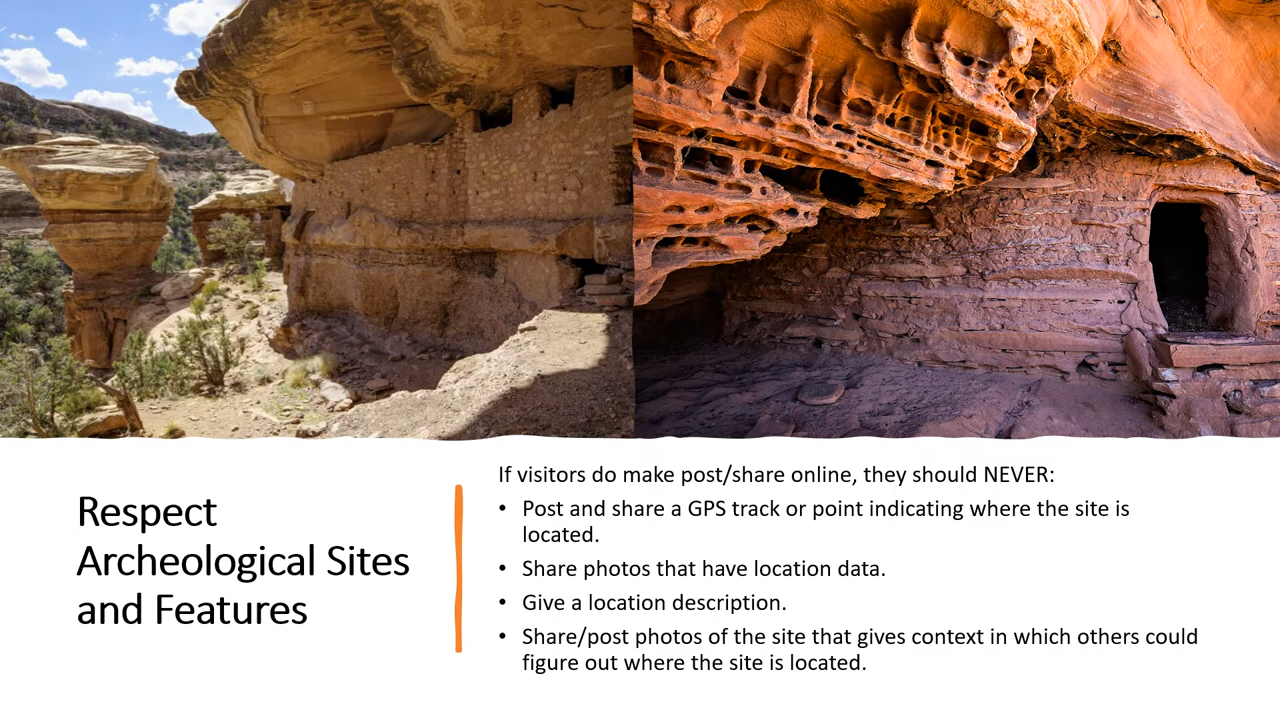 Respect
Archeological Sites
and Features
If visitors do make post/share online, they should NEVER:
• Post and share a GPS track or point indicating where the site is
located.
• Share photos that have location data.
• Give a location description.
• Share/post photos of the site that gives context in which others could
figure out where the site is located.